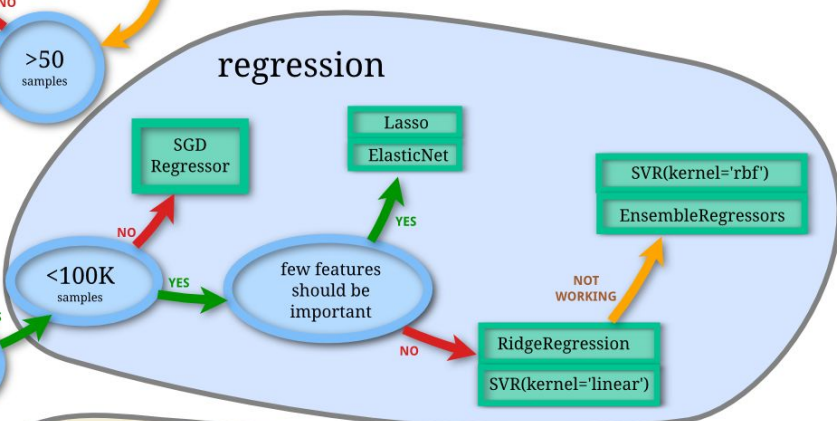 NO
>50
samples
regression
SGD
Regressor
Lasso
ElasticNet
SVR(kernel='rbf')
EnsembleRegressors
NO
YES
<100K
samples
YES
few features
should be
important
NOT
WORKING
NO
RidgeRegression
SVR(kernel='linear')